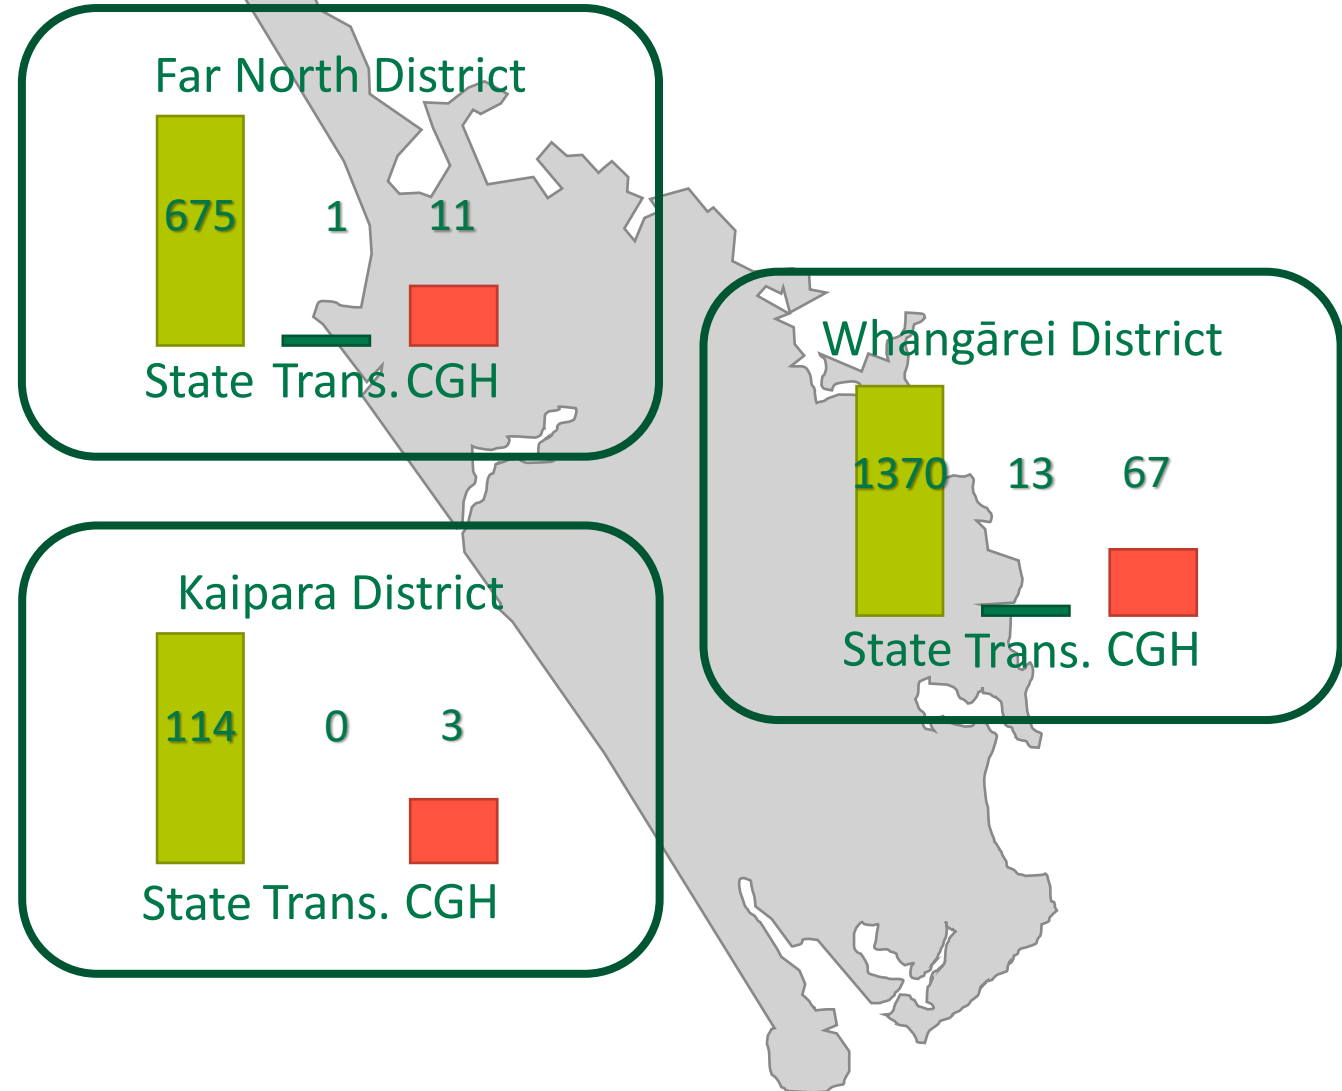 Far North District
675 1 11
State Trans. CGH
Whangārei District
1370 13 67
State Trans. CGH
Kaipara District
114 0 3
State Trans. CGH